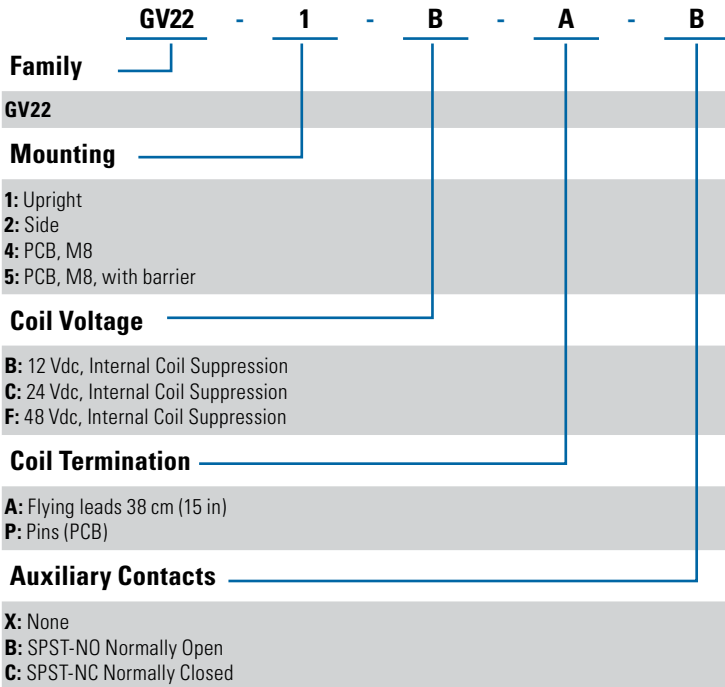 GV22 - 1 - B - A - B
Family
GV22
Mounting
1: Upright
2: Side
4: PCB, M8
5: PCB, M8, with barrier
Coil Voltage
B: 12 Vdc, Internal Coil Suppression
C: 24 Vdc, Internal Coil Suppression
F: 48 Vdc, Internal Coil Suppression
Coil Termination
A: Flying leads 38 cm (15 in)
P: Pins (PCB)
Auxiliary Contacts
X: None
B: SPST-NO Normally Open
C: SPST-NC Normally Closed